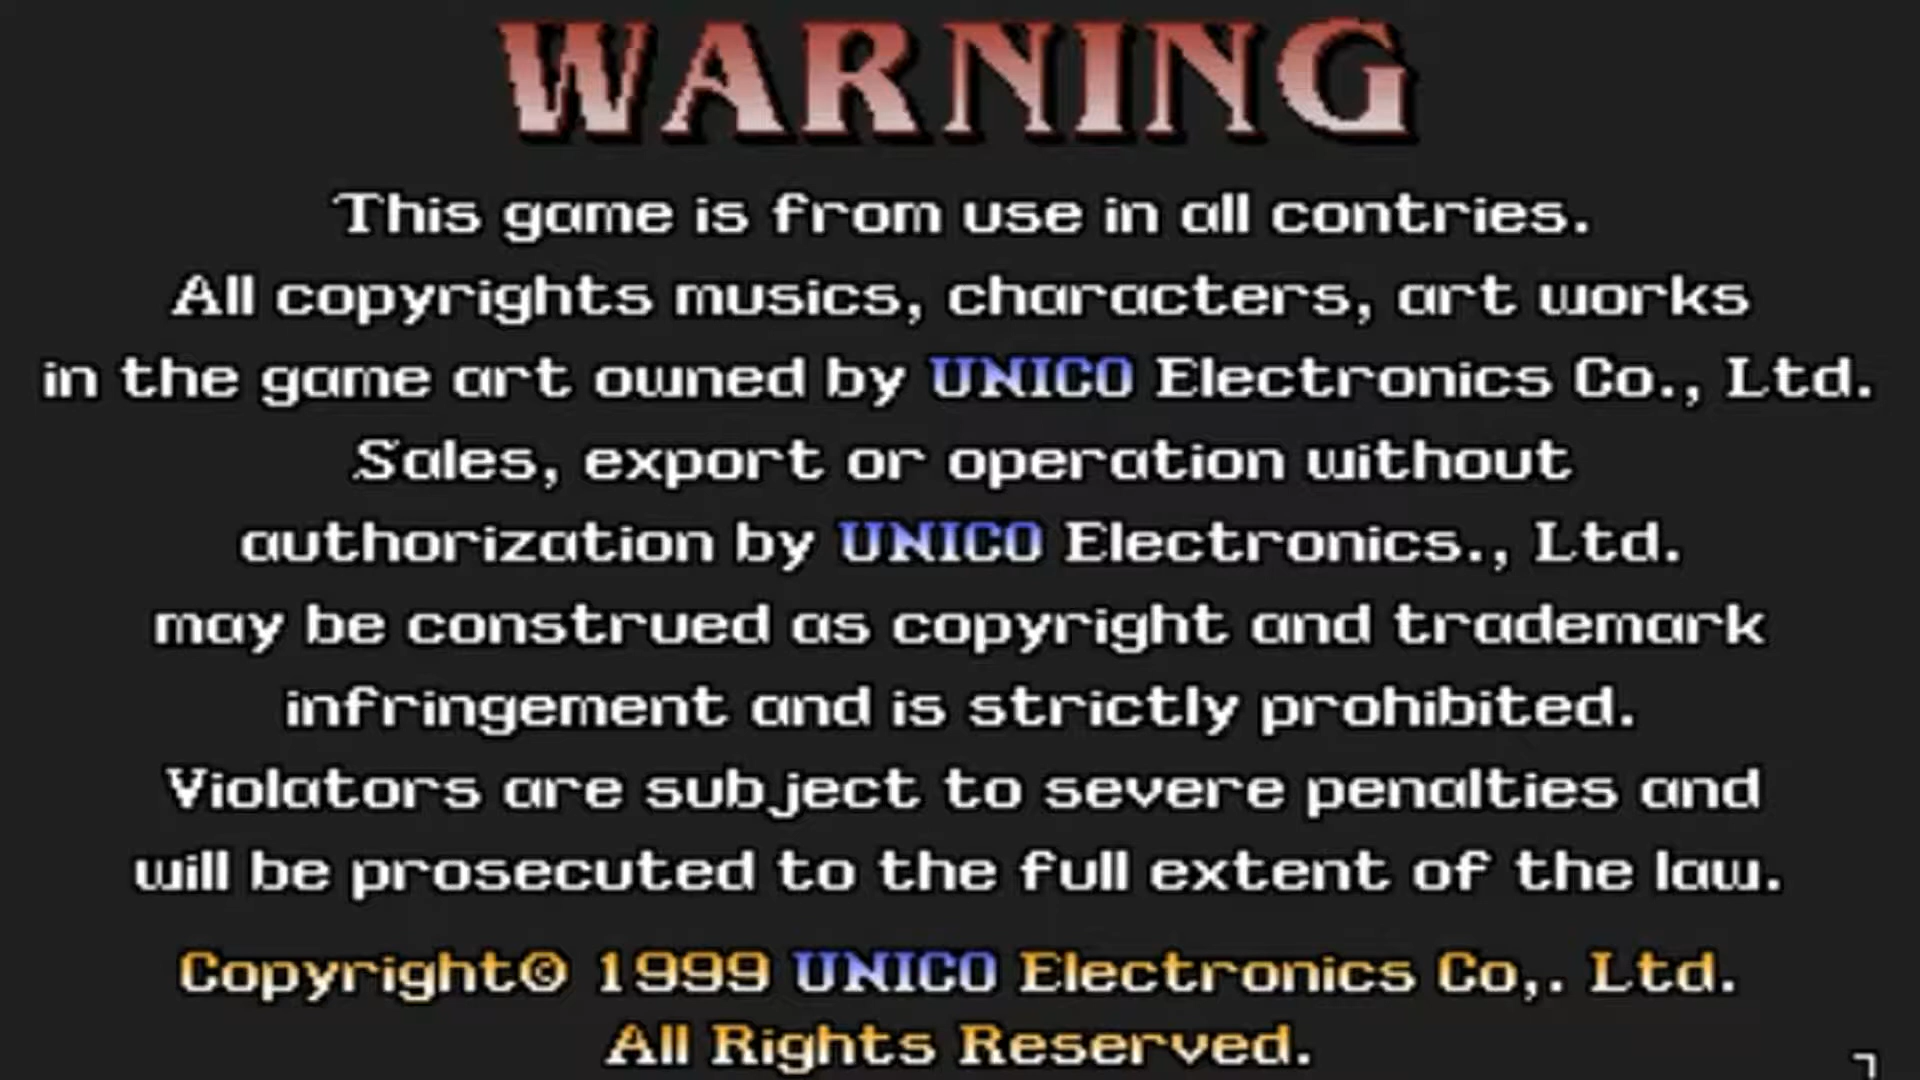 WARNING
This game is from use in all contries.
All copyrights musics, characters, art works
in the game art owned by UNICO Electronics Co., Ltd.
Sales, export or operation without
authorization by UNICO Electronics., Ltd.
may be construed as copyright and trademark
infringement and is strictly prohibited.
Violators are subject to severe penalties and
will be prosecuted to the full extent of the law.
Copyright© 1999 UNICO Electronics Co,. Ltd.
All Rights Reserved.